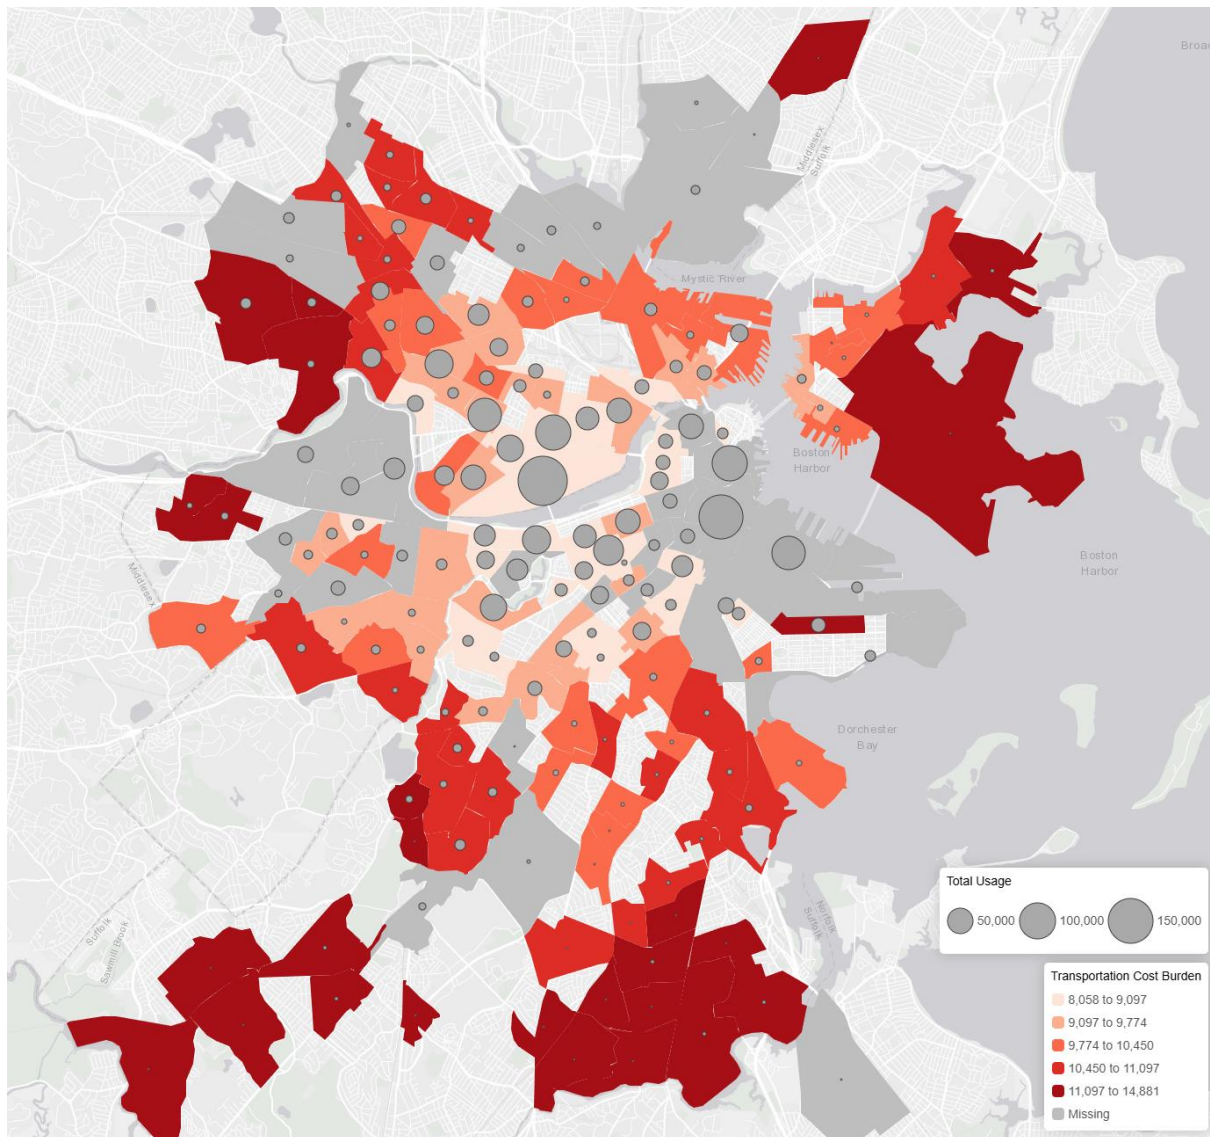 Broa
Middlesex
Suffolk
Mystic River
Boston
Harbor
Boston
Harbor
Middlesex
Dorchester
Bay
Suffolk
Sawmill Brook
Norfolk
Suffolk
Total Usage
50,000
100,000
150,000
Transportation Cost Burden
8,058 to 9,097
9,097 to 9,774
9,774 to 10,450
10,450 to 11,097
11,097 to 14,881
Missing